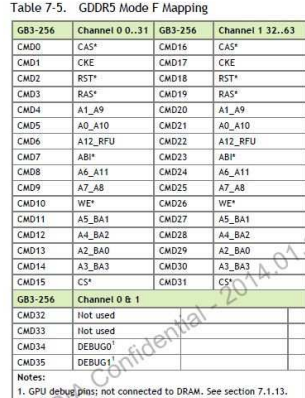 Table 7-5. GDDR5 Mode F Mapping
GB3-256 Channel 0 0..31 GB3-256 Channel 1 32..63
CMD0 CAS* CMD16 CAS*
CMD1 CKE CMD17 CKE
CMD2 RST* CMD18 RST*
CMD3 RAS* CMD19 RAS*
CMD4 A1_A9 CMD20 A1_A9
CMD5 A0_A10 CMD21 A0_A10
CMD6 A12_RFU CMD22 A12_RFU
CMD7 ABI* CMD23 ABI*
CMD8 A6_A11 CMD24 A6_A11
CMD9 A7_A8 CMD25 A7_A8
CMD10 WE* CMD26 WE*
CMD11 A5_BA1 CMD27 A5_BA1
CMD12 A4_BA2 CMD28 A4_BA2
CMD13 A2_BA0 CMD29 A2_BA0
CMD14 A3_BA3 CMD30 A3_BA3
CMD15 CS* CMD31 CS*
GB3-256 Channel 0 & 1
CMD32 Not used
CMD33 Not used
CMD34 DEBUG0¹
CMD35 DEBUG1¹
Notes:
1. GPU debug pins; not connected to DRAM. See section 7.1.13.
Confidential - 2014.01